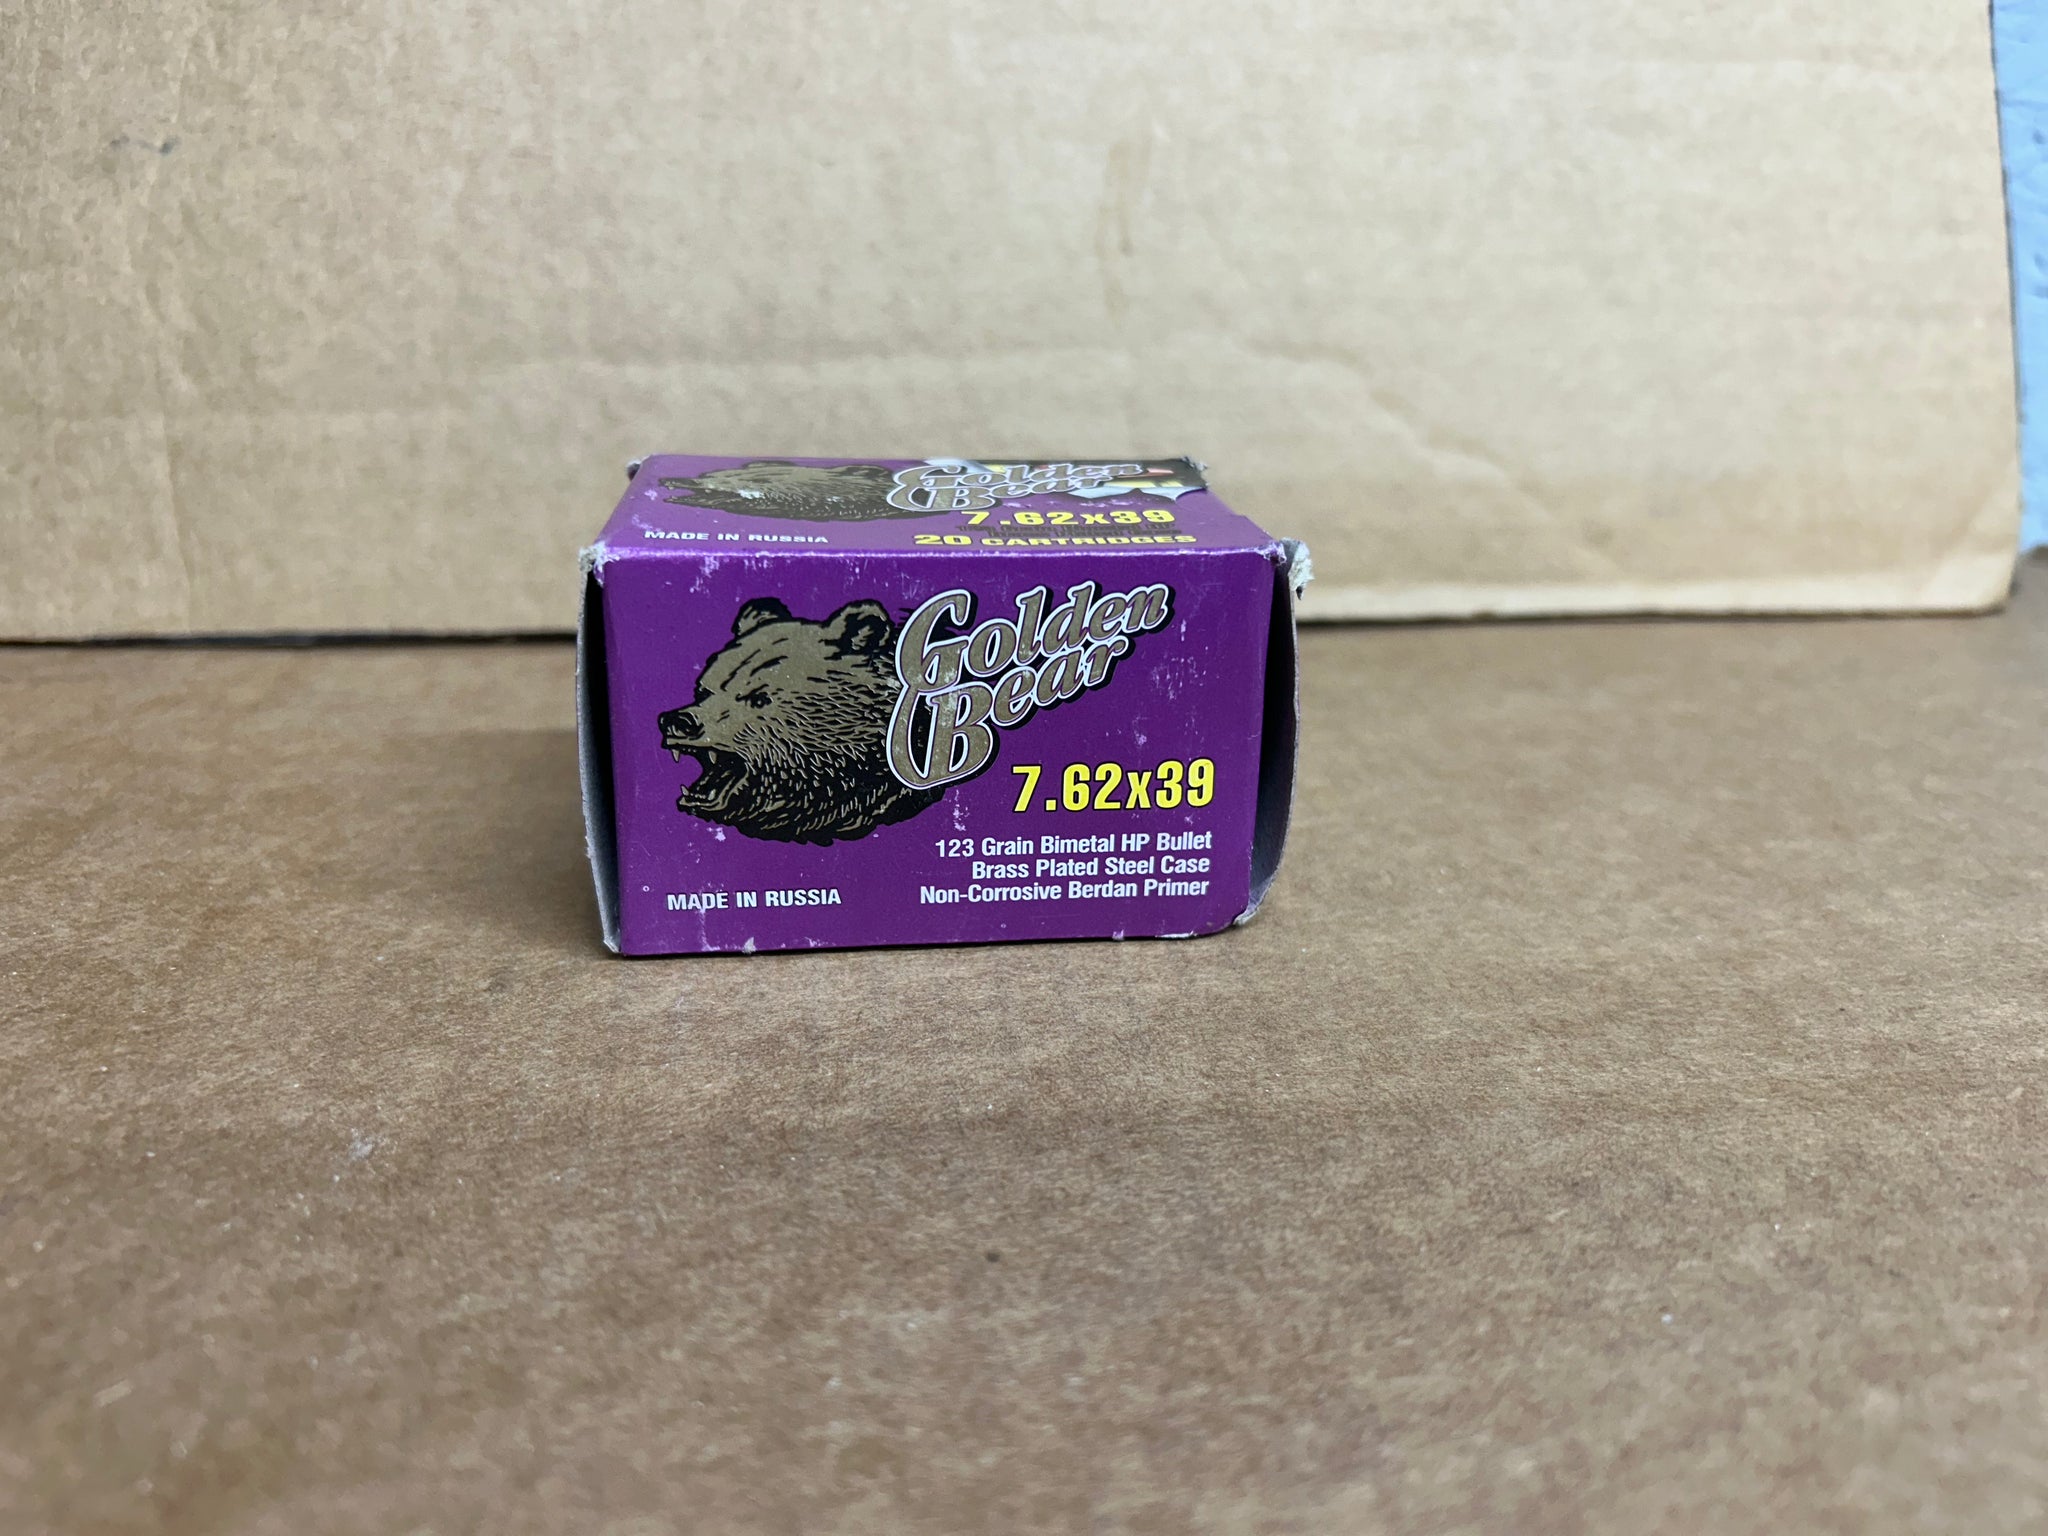 Golden
Bear
7.62x39
MADE IN RUSSIA
20 CARTRIDGES
Golden
Bear
7.62x39
123 Grain Bimetal HP Bullet
Brass Plated Steel Case
Non-Corrosive Berdan Primer
MADE IN RUSSIA